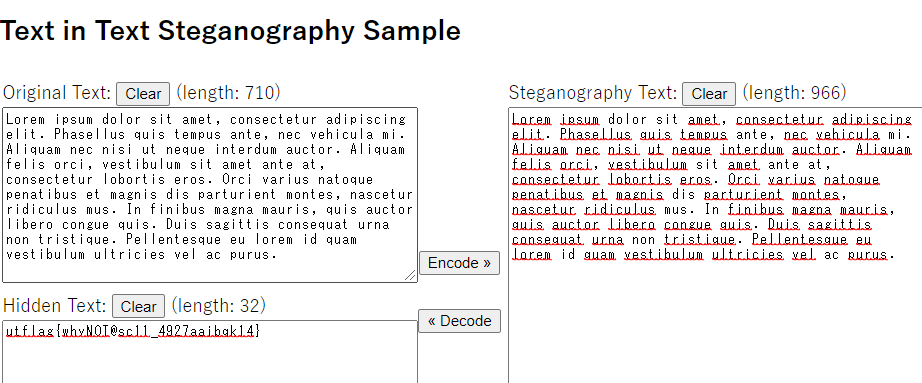 Text in Text Steganography Sample
Original Text: Clear (length: 710)
Lorem ipsum dolor sit amet, consectetur adipiscing
elit. Phasellus quis tempus ante, nec vehicula mi.
Aliquam nec nisi ut neque interdum auctor. Aliquam
felis orci, vestibulum sit amet ante at,
consectetur lobortis eros. Orci varius natoque
penatibus et magnis dis parturient montes, nascetur
ridiculus mus. In finibus magna mauris, quis auctor
libero congue quis. Duis sagittis consequat urna
non tristique. Pellentesque eu lorem id quam
vestibulum ultricies vel ac purus.
Encode »
Hidden Text: Clear (length: 32)
« Decode
utflag{whyNOT@sc11_4927aajbqk14}
Steganography Text: Clear (length: 966)
Lorem ipsum dolor sit amet, consectetur adipiscing
elit. Phasellus quis tempus ante, nec vehicula mi.
Aliquam nec nisi ut neque interdum auctor. Aliquam
felis orci, vestibulum sit amet ante at,
consectetur lobortis eros. Orci varius natoque
penatibus et magnis dis parturient montes,
nascetur ridiculus mus. In finibus magna mauris,
quis auctor libero congue quis. Duis sagittis
consequat urna non tristique. Pellentesque eu
lorem id quam vestibulum ultricies vel ac purus.